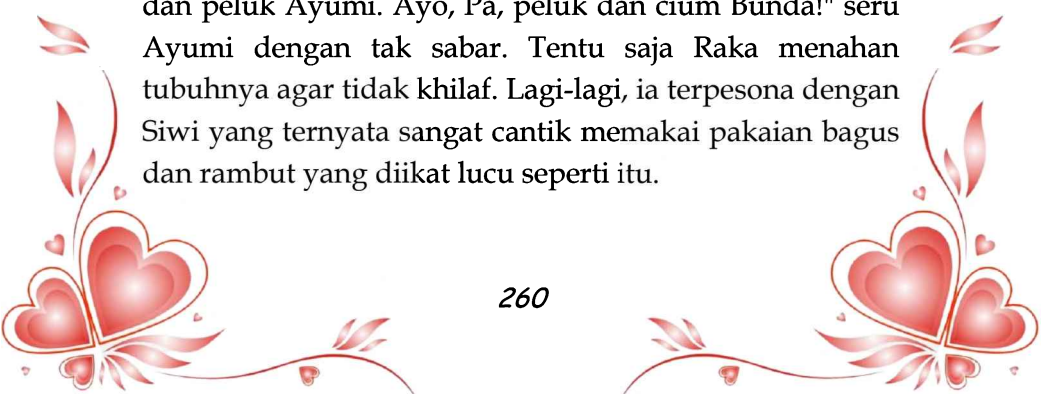 dan peluk Ayumi. Ayo, Pa, peluk dan cium Bunda!" seru
Ayumi dengan tak sabar. Tentu saja Raka menahan
tubuhnya agar tidak khilaf. Lagi-lagi, ia terpesona dengan
Siwi yang ternyata sangat cantik memakai pakaian bagus
dan rambut yang diikat lucu seperti itu.
260